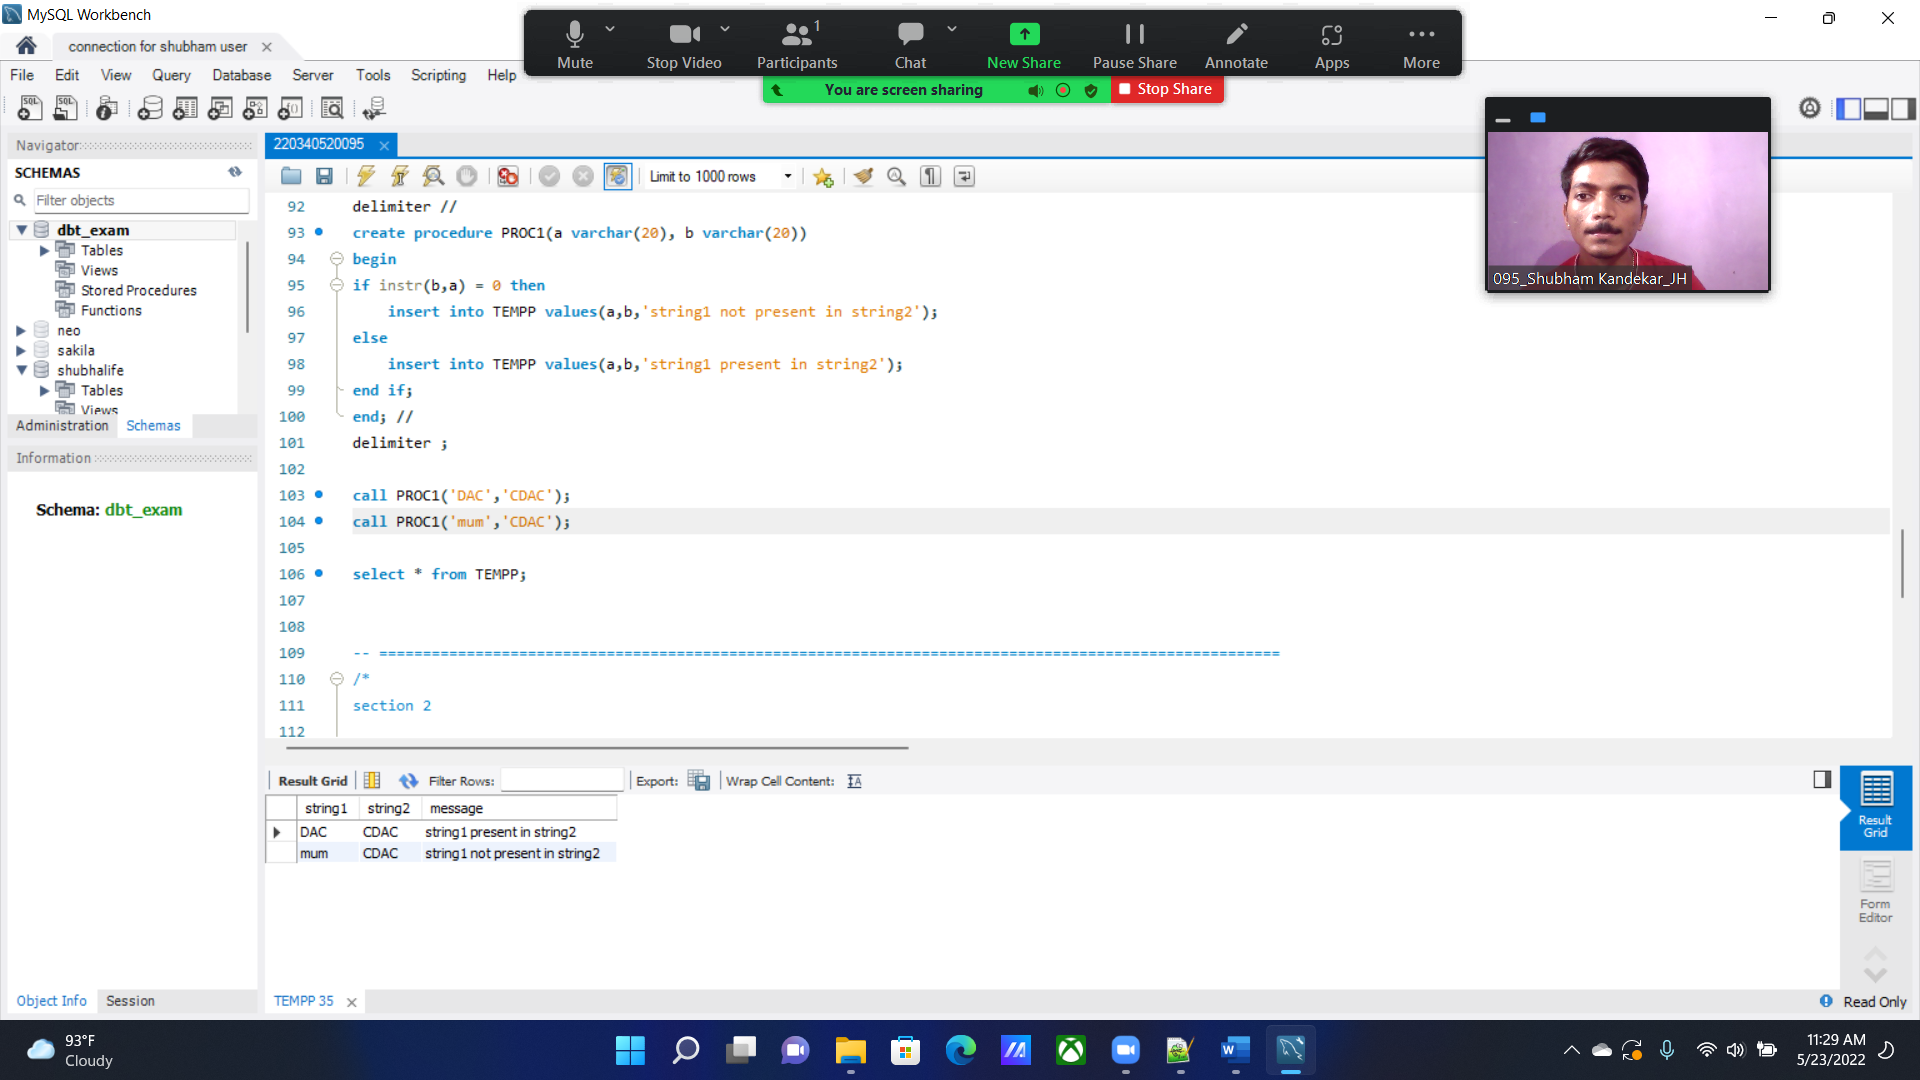 MySQL Workbench
connection for shubham user
File Edit View Query Database Server Tools Scripting Help
Mute Stop Video Participants 1 Chat New Share Pause Share Annotate Apps More
You are screen sharing Stop Share
Navigator
SCHEMAS
Filter objects
dbt_exam
Tables
Views
Stored Procedures
Functions
neo
sakila
shubhalife
Tables
Views
Administration Schemas
Information
Schema: dbt_exam
Object Info Session
220340520095
Limit to 1000 rows
92 delimiter //
93 create procedure PROC1(a varchar(20), b varchar(20))
94 begin
95 if instr(b,a) = 0 then
96 insert into TEMPP values(a,b,'string1 not present in string2');
97 else
98 insert into TEMPP values(a,b,'string1 present in string2');
99 end if;
100 end; //
101 delimiter ;
102
103 call PROC1('DAC','CDAC');
104 call PROC1('mum','CDAC');
105
106 select * from TEMPP;
107
108
109 -- =======================================================================================================
110 /*
111 section 2
112
095_Shubham Kandekar_JH
Result Grid Filter Rows: Export: Wrap Cell Content:
string1 string2 message
DAC CDAC string1 present in string2
mum CDAC string1 not present in string2
Result
Grid
Form
Editor
TEMPP 35
Read Only
93°F
Cloudy
11:29 AM
5/23/2022